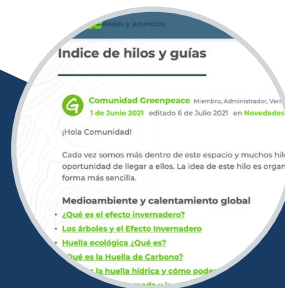 dades y anuncios
Indice de hilos y guías
Comunidad Greenpeace Miembro, Administrador, Veri
1 de Junio 2021 editado 6 de Julio 2021 en Novedades
¡Hola Comunidad!
Cada vez somos más dentro de este espacio y muchos hilo
oportunidad de llegar a ellos. La idea de este hilo es organ
forma más sencilla.
Medioambiente y calentamiento global
¿Qué es el efecto invernadero?
Los árboles y el Efecto Invernadero
Huella ecológica ¿Qué es?
Qué es la Huella de Carbono?
la huella hídrica y cómo pode